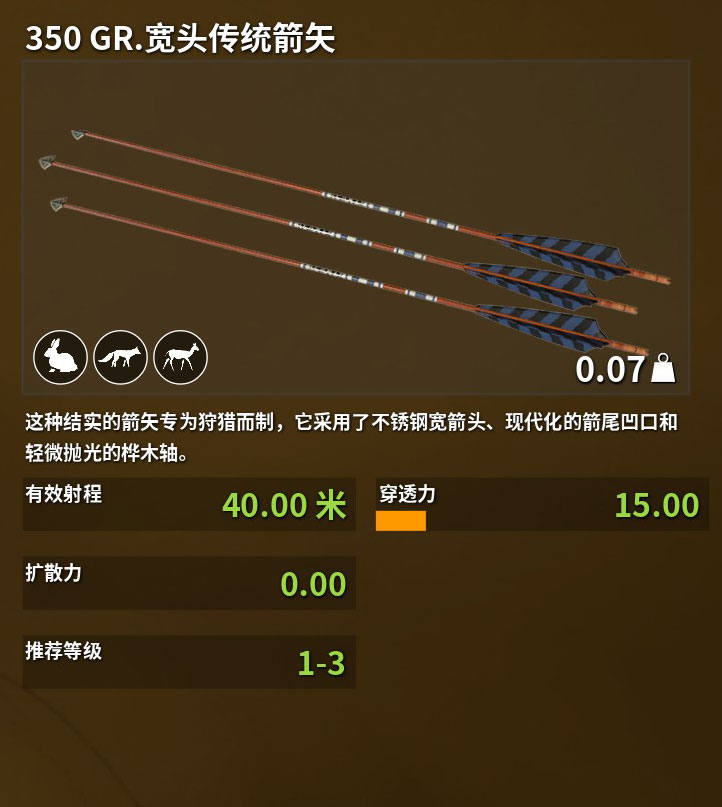 350 GR.宽头传统箭矢
0.07
这种结实的箭矢专为狩猎而制，它采用了不锈钢宽箭头、现代化的箭尾凹口和
轻微抛光的桦木轴。
有效射程 40.00 米
穿透力 15.00
扩散力 0.00
推荐等级 1-3